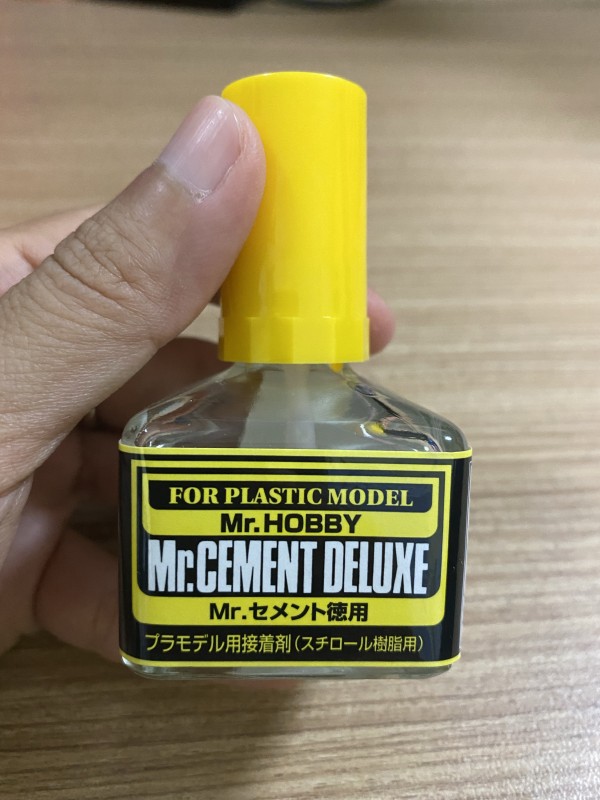 FOR PLASTIC MODEL
Mr.HOBBY
Mr.CEMENT DELUXE
Mr.セメント徳用
プラモデル用接着剤(スチロール樹脂用)